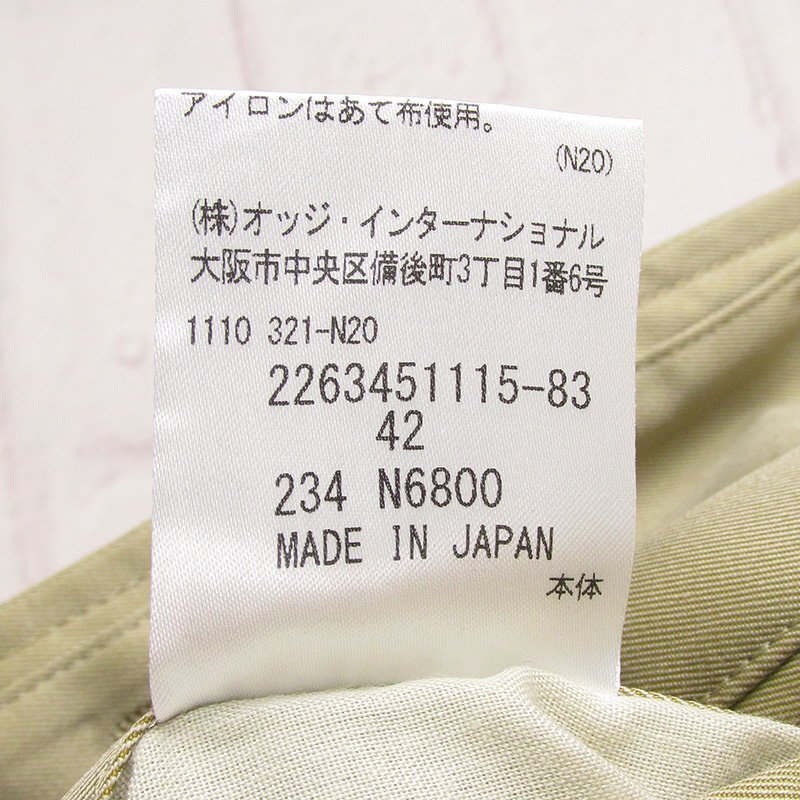 アイロンはあて布使用。
(N20)
(株)オッジ・インターナショナル
大阪市中央区備後町3丁目1番6号
1110 321-N20
2263451115-83
42
234 N6800
MADE IN JAPAN
本体